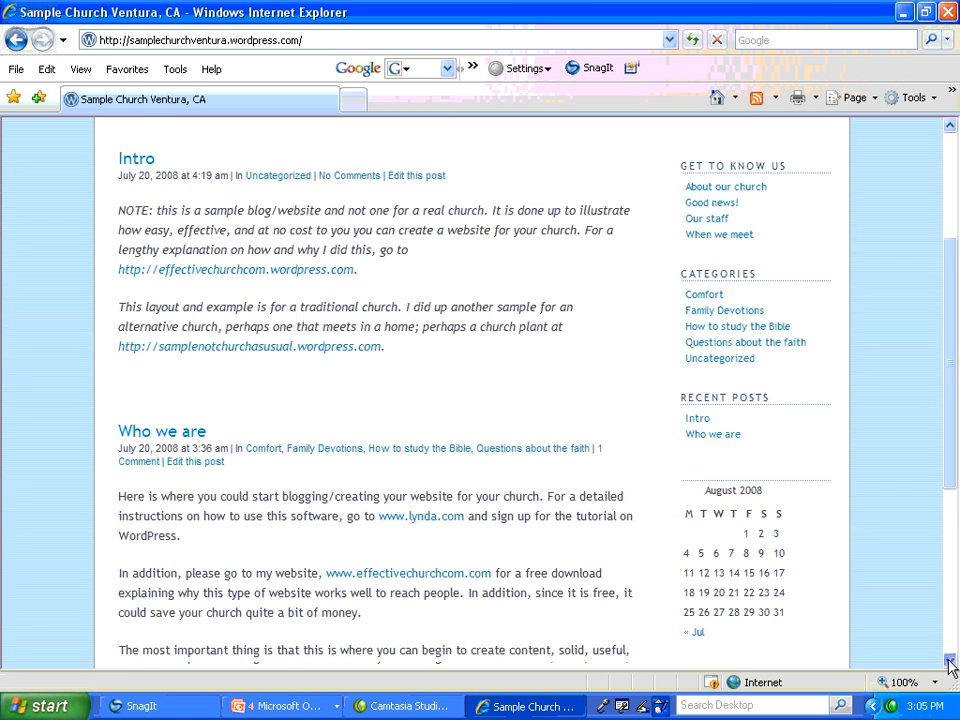 Sample Church Ventura, CA - Windows Internet Explorer
http://samplechurchventura.wordpress.com/
Google
File Edit View Favorites Tools Help
Google G Settings SnagIt
Sample Church Ventura, CA
Page Tools
Intro
July 20, 2008 at 4:19 am | In Uncategorized | No Comments | Edit this post
NOTE: this is a sample blog/website and not one for a real church. It is done up to illustrate
how easy, effective, and at no cost to you you can create a website for your church. For a
lengthy explanation on how and why I did this, go to
http://effectivechurchcom.wordpress.com.
This layout and example is for a traditional church. I did up another sample for an
alternative church, perhaps one that meets in a home; perhaps a church plant at
http://samplenotchurchasusual.wordpress.com.
Who we are
July 20, 2008 at 3:36 am | In Comfort, Family Devotions, How to study the Bible, Questions about the faith | 1
Comment | Edit this post
Here is where you could start blogging/creating your website for your church. For a detailed
instructions on how to use this software, go to www.lynda.com and sign up for the tutorial on
WordPress.
In addition, please go to my website, www.effectivechurchcom.com for a free download
explaining why this type of website works well to reach people. In addition, since it is free, it
could save your church quite a bit of money.
The most important thing is that this is where you can begin to create content, solid, useful,
GET TO KNOW US
About our church
Good news!
Our staff
When we meet
CATEGORIES
Comfort
Family Devotions
How to study the Bible
Questions about the faith
Uncategorized
RECENT POSTS
Intro
Who we are
August 2008
M T W T F S S
1 2 3
4 5 6 7 8 9 10
11 12 13 14 15 16 17
18 19 20 21 22 23 24
25 26 27 28 29 30 31
« Jul
Internet 100%
start SnagIt 4 Microsoft O... Camtasia Studi... Sample Church ... Search Desktop 3:05 PM